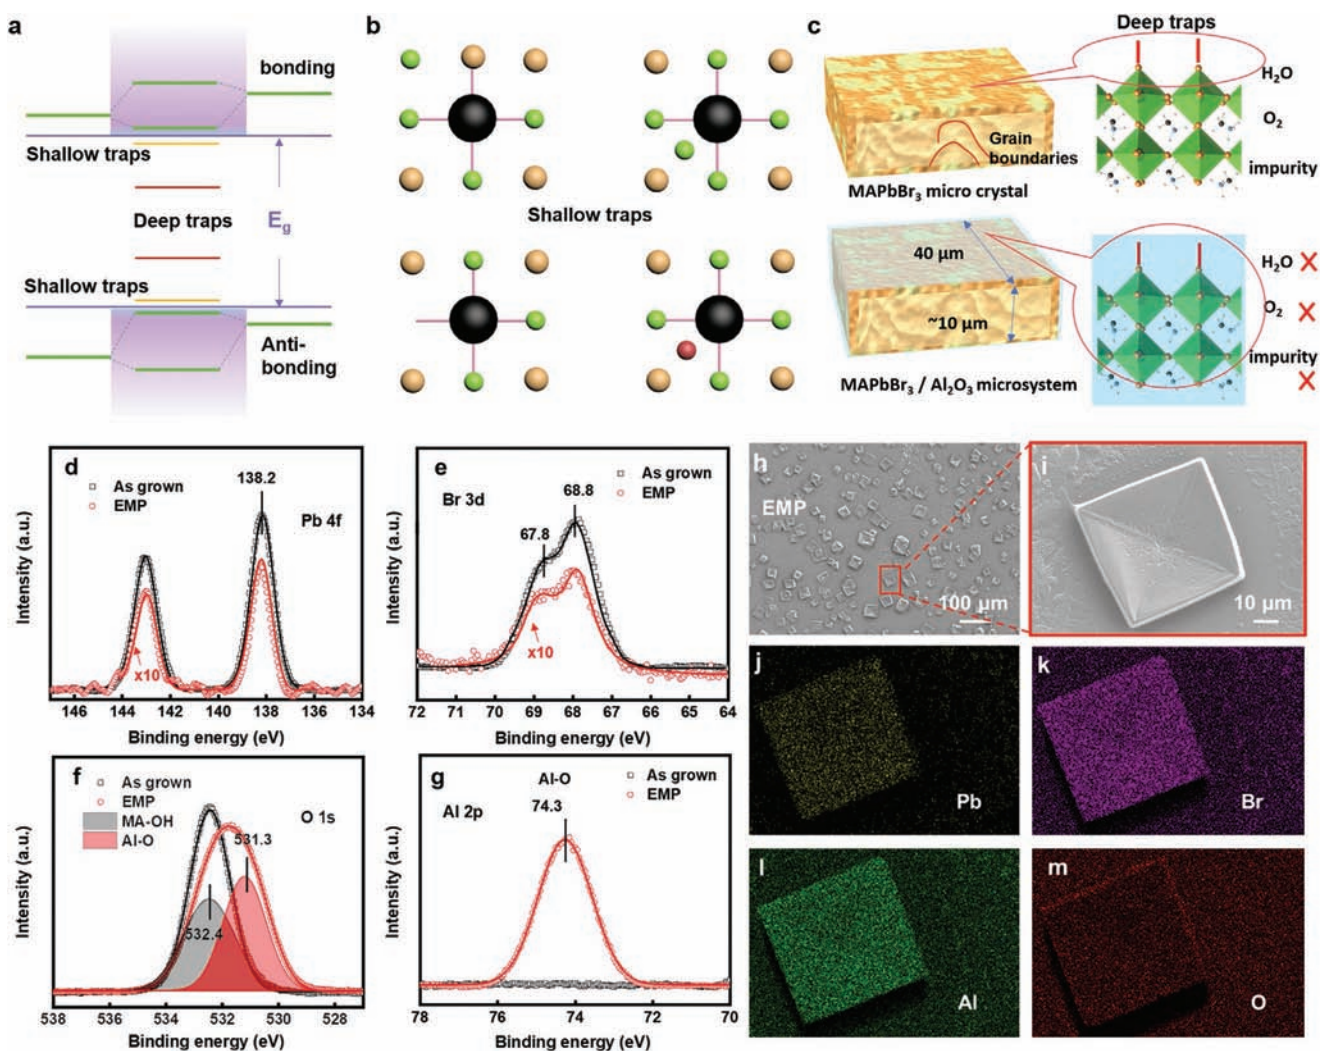 a
bonding
Shallow traps
Deep traps
E_g
Shallow traps
Anti-
bonding
b
Shallow traps
c
Deep traps
H₂O
O₂
impurity
Grain
boundaries
MAPbBr₃ micro crystal
40 μm
~10 μm
H₂O
O₂
impurity
MAPbBr₃ / Al₂O₃ microsystem
d
As grown
EMP
138.2
Pb 4f
x10
Intensity (a.u.)
146 144 142 140 138 136 134
Binding energy (eV)
e
As grown
EMP
Br 3d
68.8
67.8
x10
Intensity (a.u.)
72 71 70 69 68 67 66 65 64
Binding energy (eV)
f
As grown
EMP
MA-OH
Al-O
O 1s
531.3
532.4
Intensity (a.u.)
538 536 534 532 530 528
Binding energy (eV)
g
As grown
EMP
Al-O
Al 2p
74.3
Intensity (a.u.)
78 76 74 72 70
Binding energy (eV)
h
EMP
100 μm
i
10 μm
j
Pb
k
Br
l
Al
m
O